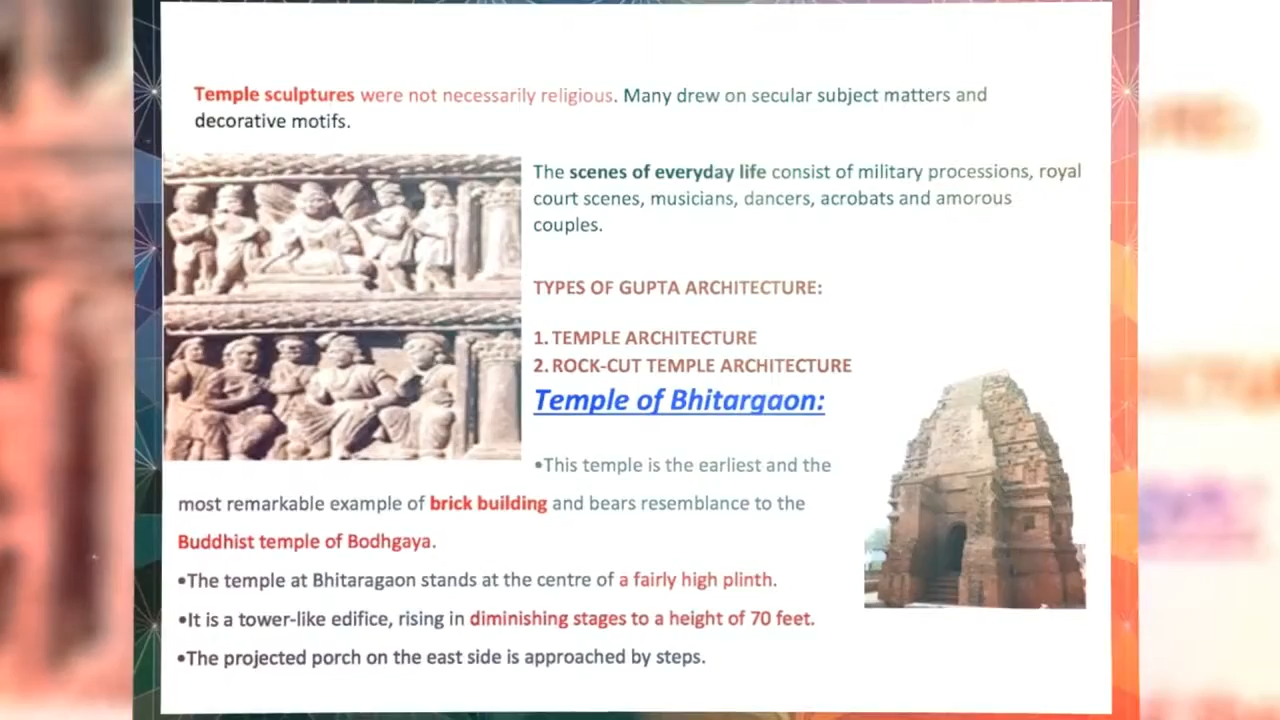 Temple sculptures were not necessarily religious. Many drew on secular subject matters and
decorative motifs.
The scenes of everyday life consist of military processions, royal
court scenes, musicians, dancers, acrobats and amorous
couples.
TYPES OF GUPTA ARCHITECTURE:
1. TEMPLE ARCHITECTURE
2. ROCK-CUT TEMPLE ARCHITECTURE
Temple of Bhitargaon:
•This temple is the earliest and the
most remarkable example of brick building and bears resemblance to the
Buddhist temple of Bodhgaya.
•The temple at Bhitaragaon stands at the centre of a fairly high plinth.
•It is a tower-like edifice, rising in diminishing stages to a height of 70 feet.
•The projected porch on the east side is approached by steps.